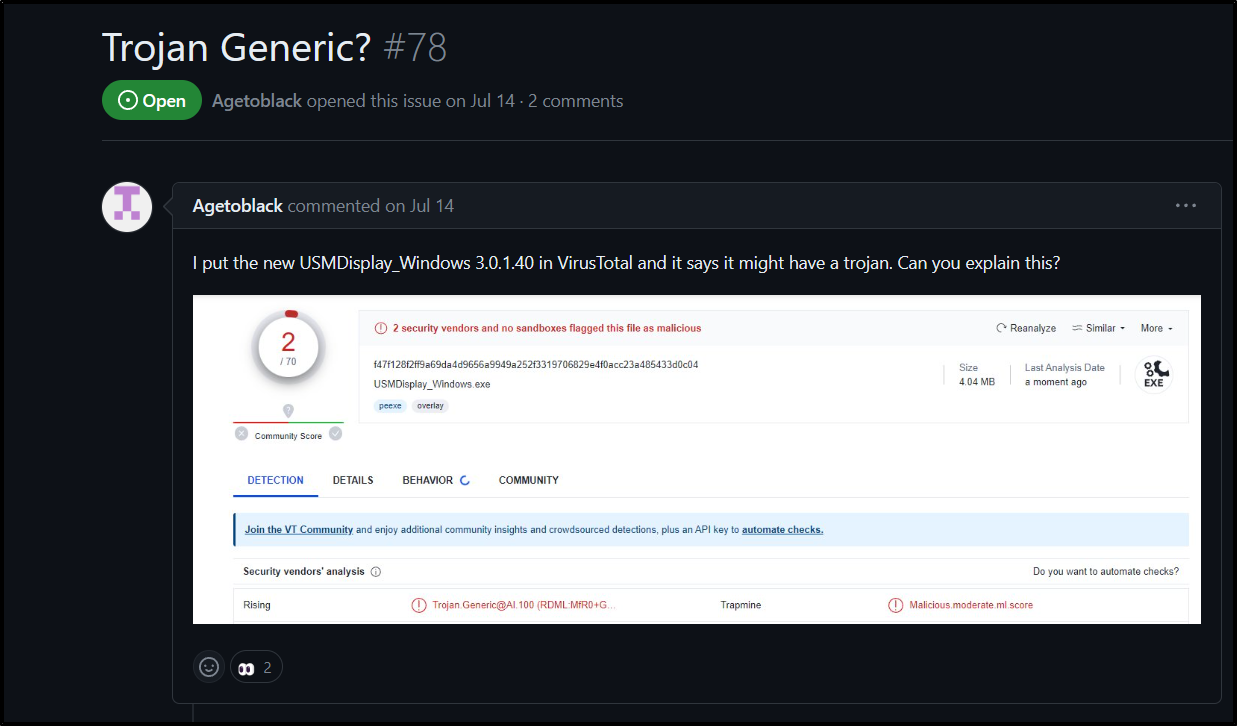 Trojan Generic? #78
Open Agetoblack opened this issue on Jul 14 · 2 comments
Agetoblack commented on Jul 14
I put the new USMDisplay_Windows 3.0.1.40 in VirusTotal and it says it might have a trojan. Can you explain this?
2
/ 70
2 security vendors and no sandboxes flagged this file as malicious
Reanalyze Similar More
f47f128f2ff9a69da4d9656a9949a252f3319706829e4f0acc23a485433d0c04
USMDisplay_Windows.exe
peexe overlay
Size
4.04 MB
Last Analysis Date
a moment ago
EXE
? 
Community Score
DETECTION DETAILS BEHAVIOR COMMUNITY
Join the VT Community and enjoy additional community insights and crowdsourced detections, plus an API key to automate checks.
Security vendors' analysis Do you want to automate checks?
Rising Trojan.Generic@AI.100 (RDML:MfR0+G... Trapmine Malicious.moderate.ml.score
2